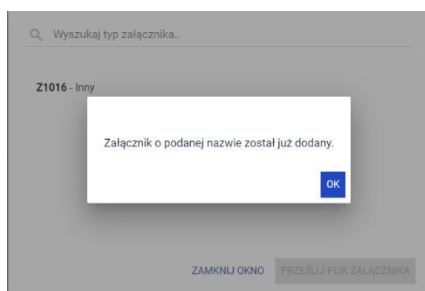 Wyszukaj typ załącznika..
Z1016 - Inny
Załącznik o podanej nazwie został już dodany.
OK
ZAMKNIJ OKNO PRZEŚLIJ PLIK ZAŁĄCZNIKA